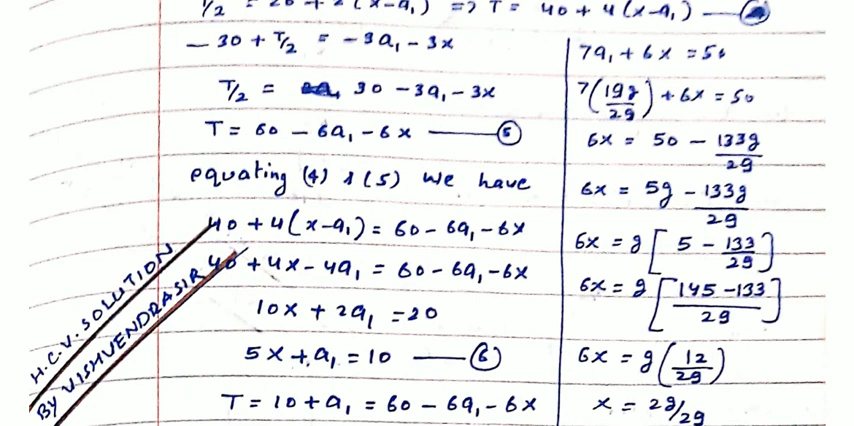 T/2 = 20 + 2(x-a₁) => T = 40 + 4(x-a₁) — (4)
- 30 + T/2 = -3a₁ - 3x
T/2 = 30 - 3a₁ - 3x
T = 60 - 6a₁ - 6x — (5)
equating (4) & (5) we have
40 + 4(x-a₁) = 60 - 6a₁ - 6x
40 + 4x - 4a₁ = 60 - 6a₁ - 6x
10x + 2a₁ = 20
5x + a₁ = 10 — (6)
T = 10 + a₁ = 60 - 6a₁ - 6x
H.C.V. SOLUTION
BY VISHVENDRA SIR
7a₁ + 6x = 50
7(19g/29) + 6x = 50
6x = 50 - 133g/29
6x = 5g - 133g/29
6x = g[5 - 133/29]
6x = g[145-133/29]
6x = g(12/29)
x = 2g/29